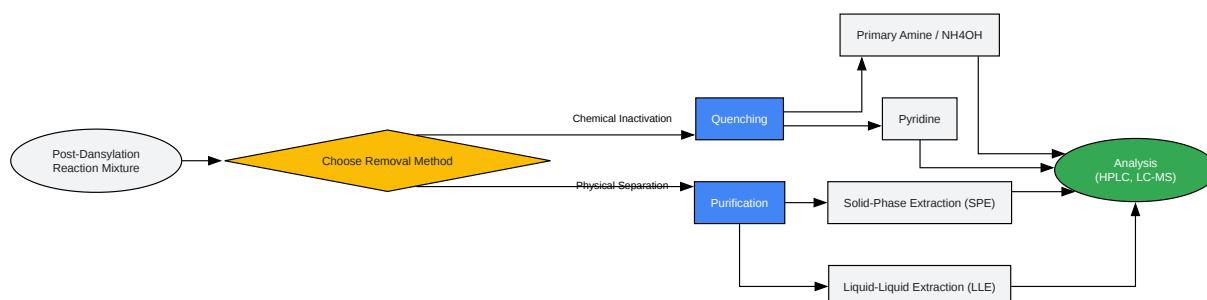 Primary Amine / NH4OH
Chemical Inactivation
Quenching
Pyridine
Post-Dansylation
Reaction Mixture
Choose Removal Method
Analysis
(HPLC, LC-MS)
Physical Separation
Purification
Solid-Phase Extraction (SPE)
Liquid-Liquid Extraction (LLE)